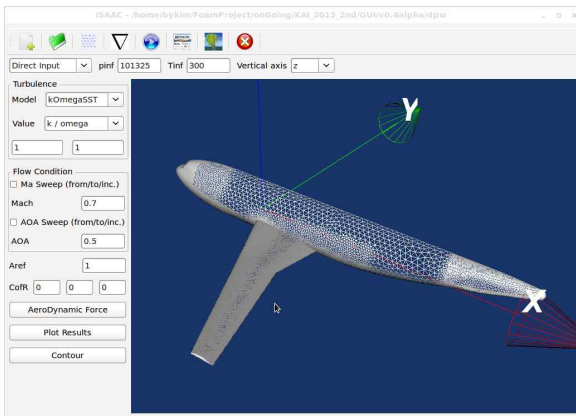 ISAAC - /home/bykim/FoamProject/onGoing/KAI_2013_2nd/GUI/v0.4alpha/dpw
Direct Input pinf 101325 Tinf 300 Vertical axis z
Turbulence
Model kOmegaSST
Value k / omega
1 1
Flow Condition
Ma Sweep (from/to/inc.)
Mach 0.7
AOA Sweep (from/to/inc.)
AOA 0.5
Aref 1
CofR 0 0 0
AeroDynamic Force
Plot Results
Contour
Y
X